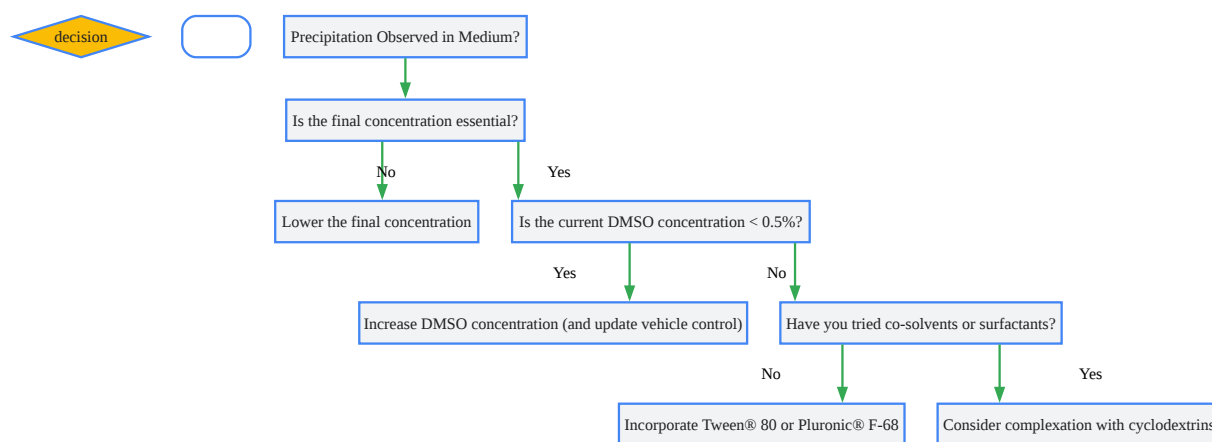 decision
Precipitation Observed in Medium?
Is the final concentration essential?
No
Yes
Lower the final concentration
Is the current DMSO concentration < 0.5%?
Yes
No
Increase DMSO concentration (and update vehicle control)
Have you tried co-solvents or surfactants?
No
Yes
Incorporate Tween® 80 or Pluronic® F-68
Consider complexation with cyclodextrins